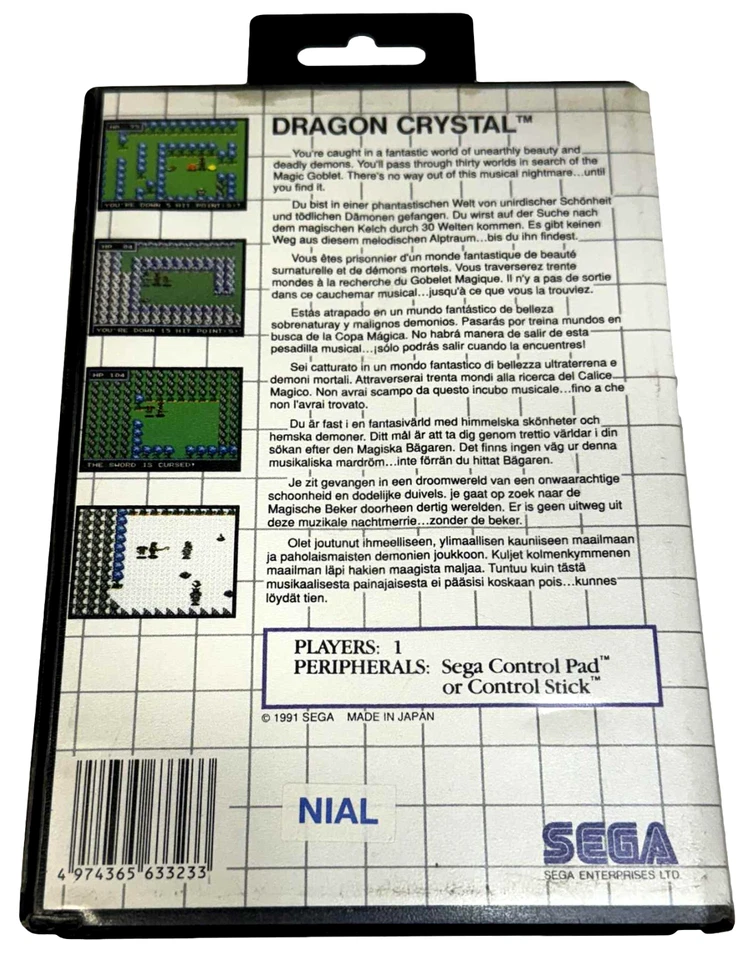 DRAGON CRYSTAL™
You're caught in a fantastic world of unearthly beauty and
deadly demons. You'll pass through thirty worlds in search of the
Magic Goblet. There's no way out of this musical nightmare...until
you find it.
Du bist in einer phantastischen Welt von unirdischer Schönheit
und tödlichen Dämonen gefangen. Du wirst auf der Suche nach
dem magischen Kelch durch 30 Welten kommen. Es gibt keinen
Weg aus diesem melodischen Alptraum...bis du ihn findest.
Vous êtes prisonnier d'un monde fantastique de beauté
surnaturelle et de démons mortels. Vous traverserez trente
mondes à la recherche du Gobelet Magique. Il n'y a pas de sortie
dans ce cauchemar musical...jusqu'à ce que vous la trouviez.
Estás atrapado en un mundo fantástico de belleza
sobrenaturay y malignos demonios. Pasarás por treina mundos en
busca de la Copa Mágica. No habrá manera de salir de esta
pesadilla musical...¡sólo podrás salir cuando la encuentres!
Sei catturato in un mondo fantastico di bellezza ultraterrena e
demoni mortali. Attraverserai trenta mondi alla ricerca del Calice
Magico. Non avrai scampo da questo incubo musicale...fino a che
non l'avrai trovato.
Du är fast i en fantasivärld med himmelska skönheter och
hemska demoner. Ditt mål är att ta dig genom trettio världar i din
sökan efter den Magiska Bägaren. Det finns ingen väg ur denna
musikaliska mardröm...inte förrän du hittat Bägaren.
Je zit gevangen in een droomwereld van een onwaarachtige
schoonheid en dodelijke duivels. je gaat op zoek naar de
Magische Beker doorheen dertig werelden. Er is geen uitweg uit
deze muzikale nachtmerrie...zonder de beker.
Olet joutunut ihmeelliseen, ylimaallisen kauniiseen maailmaan
ja paholaismaisten demonien joukkoon. Kuljet kolmenkymmenen
maailman läpi hakien maagista maljaa. Tuntuu kuin tästä
musikaalisesta painajaisesta ei pääsisi koskaan pois...kunnes
löydät tien.
YOU'RE DOWN 5 HIT POINT(S)!
HP 84
YOU'RE DOWN 15 HIT POINT(S)
HP 104
THE SWORD IS CURSED!
PLAYERS: 1
PERIPHERALS: Sega Control Pad™
or Control Stick™
© 1991 SEGA MADE IN JAPAN
4 974365 633233
NIAL
SEGA
SEGA ENTERPRISES LTD.